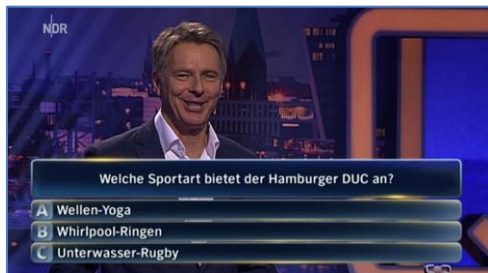 NDR
Welche Sportart bietet der Hamburger DUC an?
A Wellen-Yoga
B Whirlpool-Ringen
C Unterwasser-Rugby